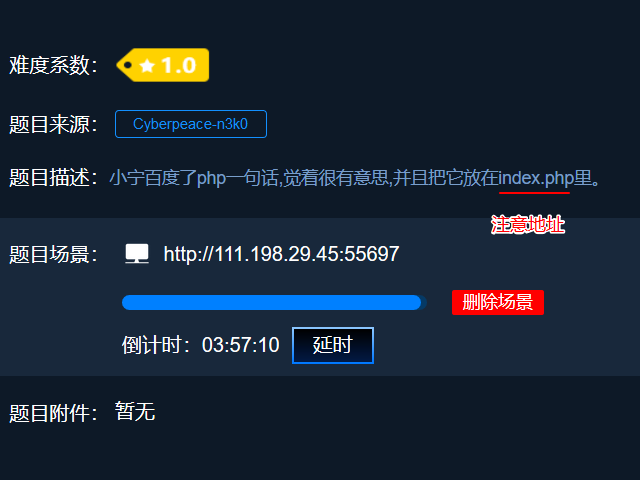 难度系数： 1.0
题目来源： Cyberpeace-n3k0
题目描述：小宁百度了php一句话,觉着很有意思,并且把它放在index.php里。
注意地址
题目场景： http://111.198.29.45:55697
删除场景
倒计时：03:57:10 延时
题目附件： 暂无